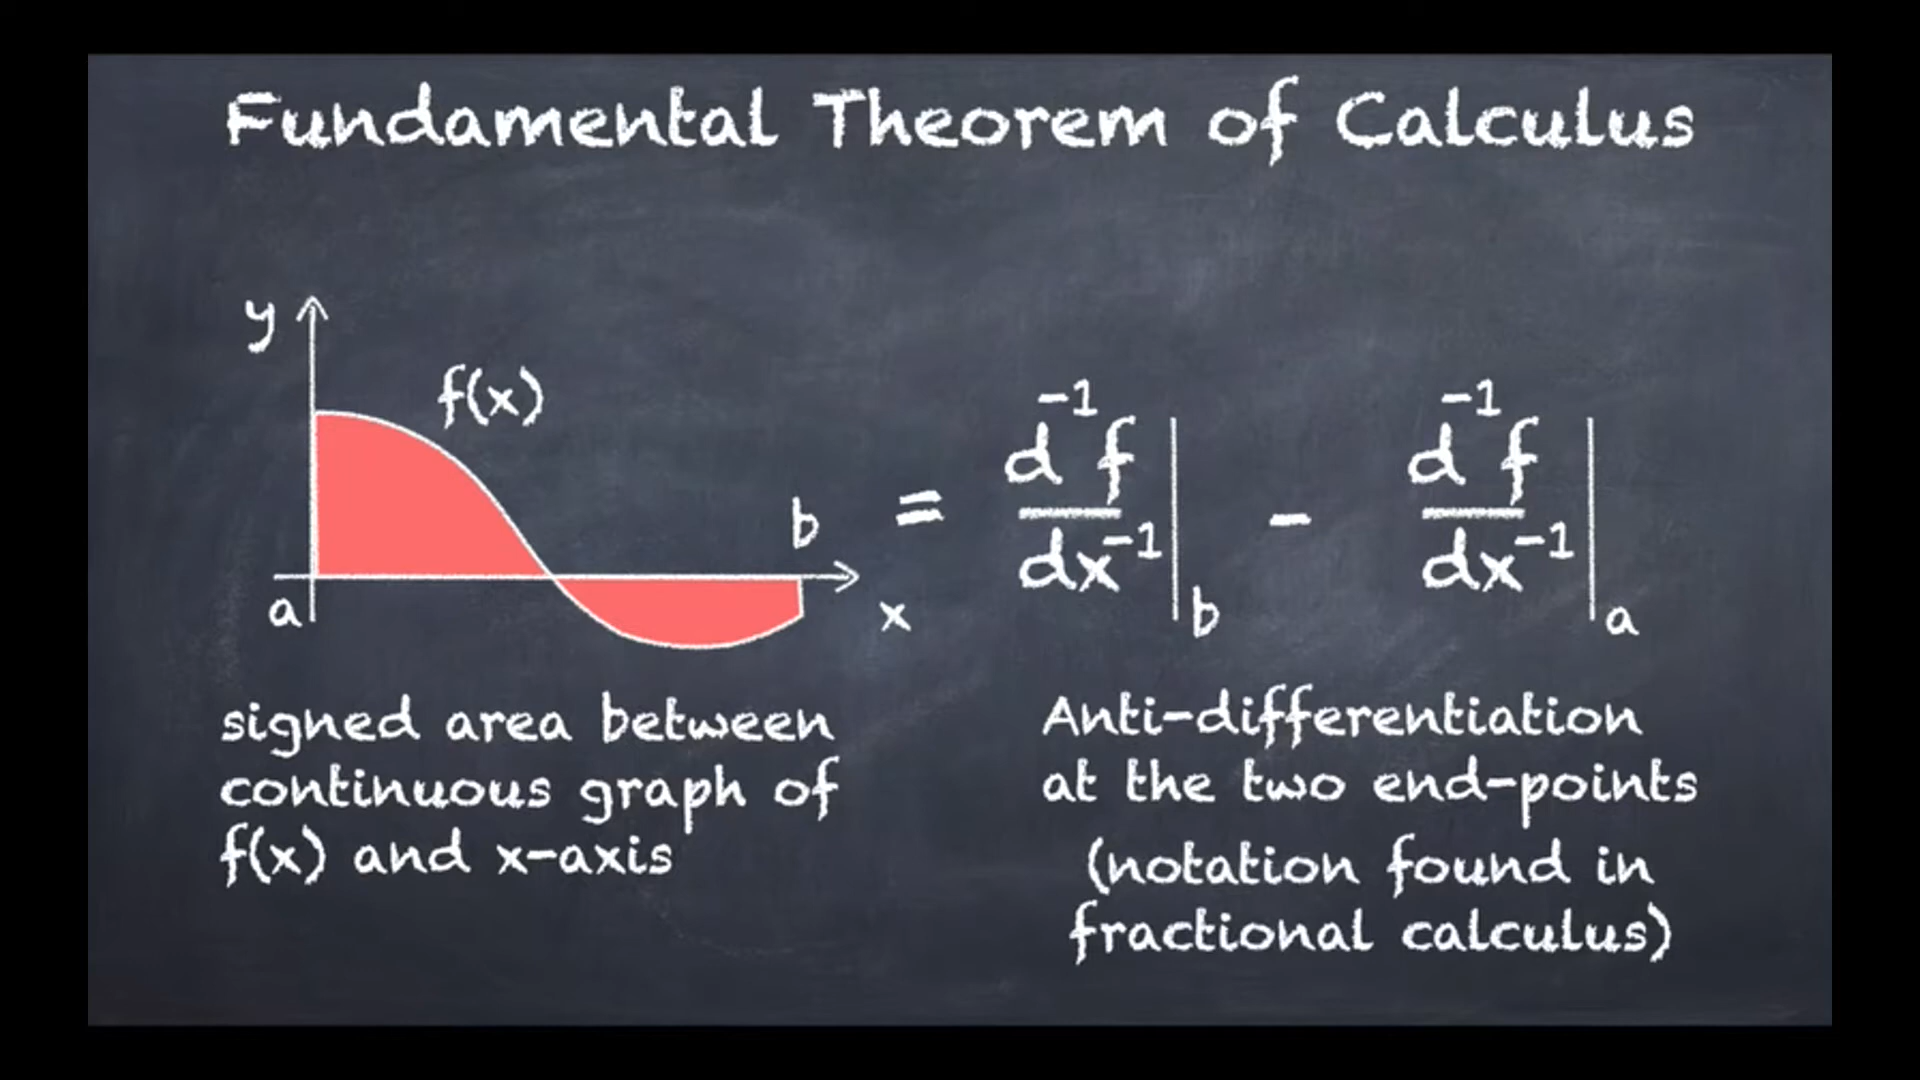 Fundamental Theorem of Calculus
y
f(x)
b
a
x
= d⁻¹f/dx⁻¹|b - d⁻¹f/dx⁻¹|a
signed area between
continuous graph of
f(x) and x-axis
Anti-differentiation
at the two end-points
(notation found in
fractional calculus)